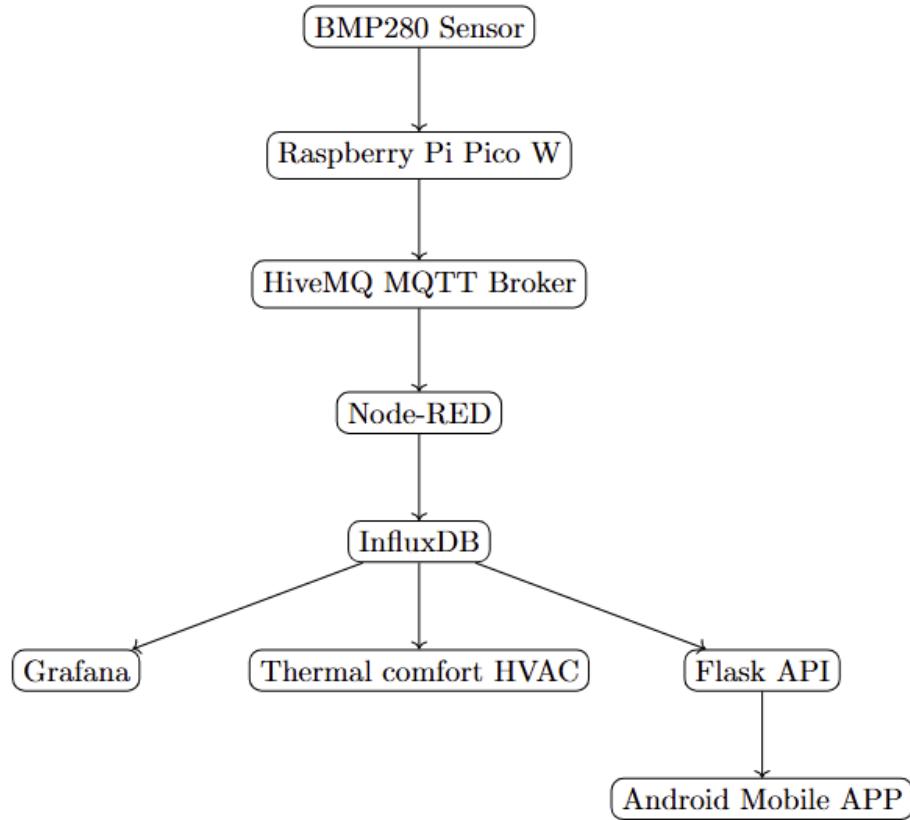 BMP280 Sensor
Raspberry Pi Pico W
HiveMQ MQTT Broker
Node-RED
InfluxDB
Grafana
Thermal comfort HVAC
Flask API
Android Mobile APP